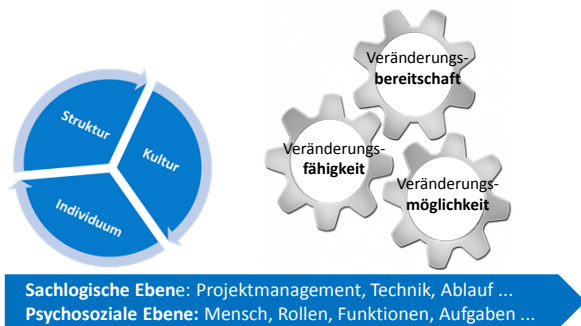 Struktur
Kultur
Individuum
Veränderungs-
bereitschaft
Veränderungs-
fähigkeit
Veränderungs-
möglichkeit
Sachlogische Ebene: Projektmanagement, Technik, Ablauf ...
Psychosoziale Ebene: Mensch, Rollen, Funktionen, Aufgaben ...